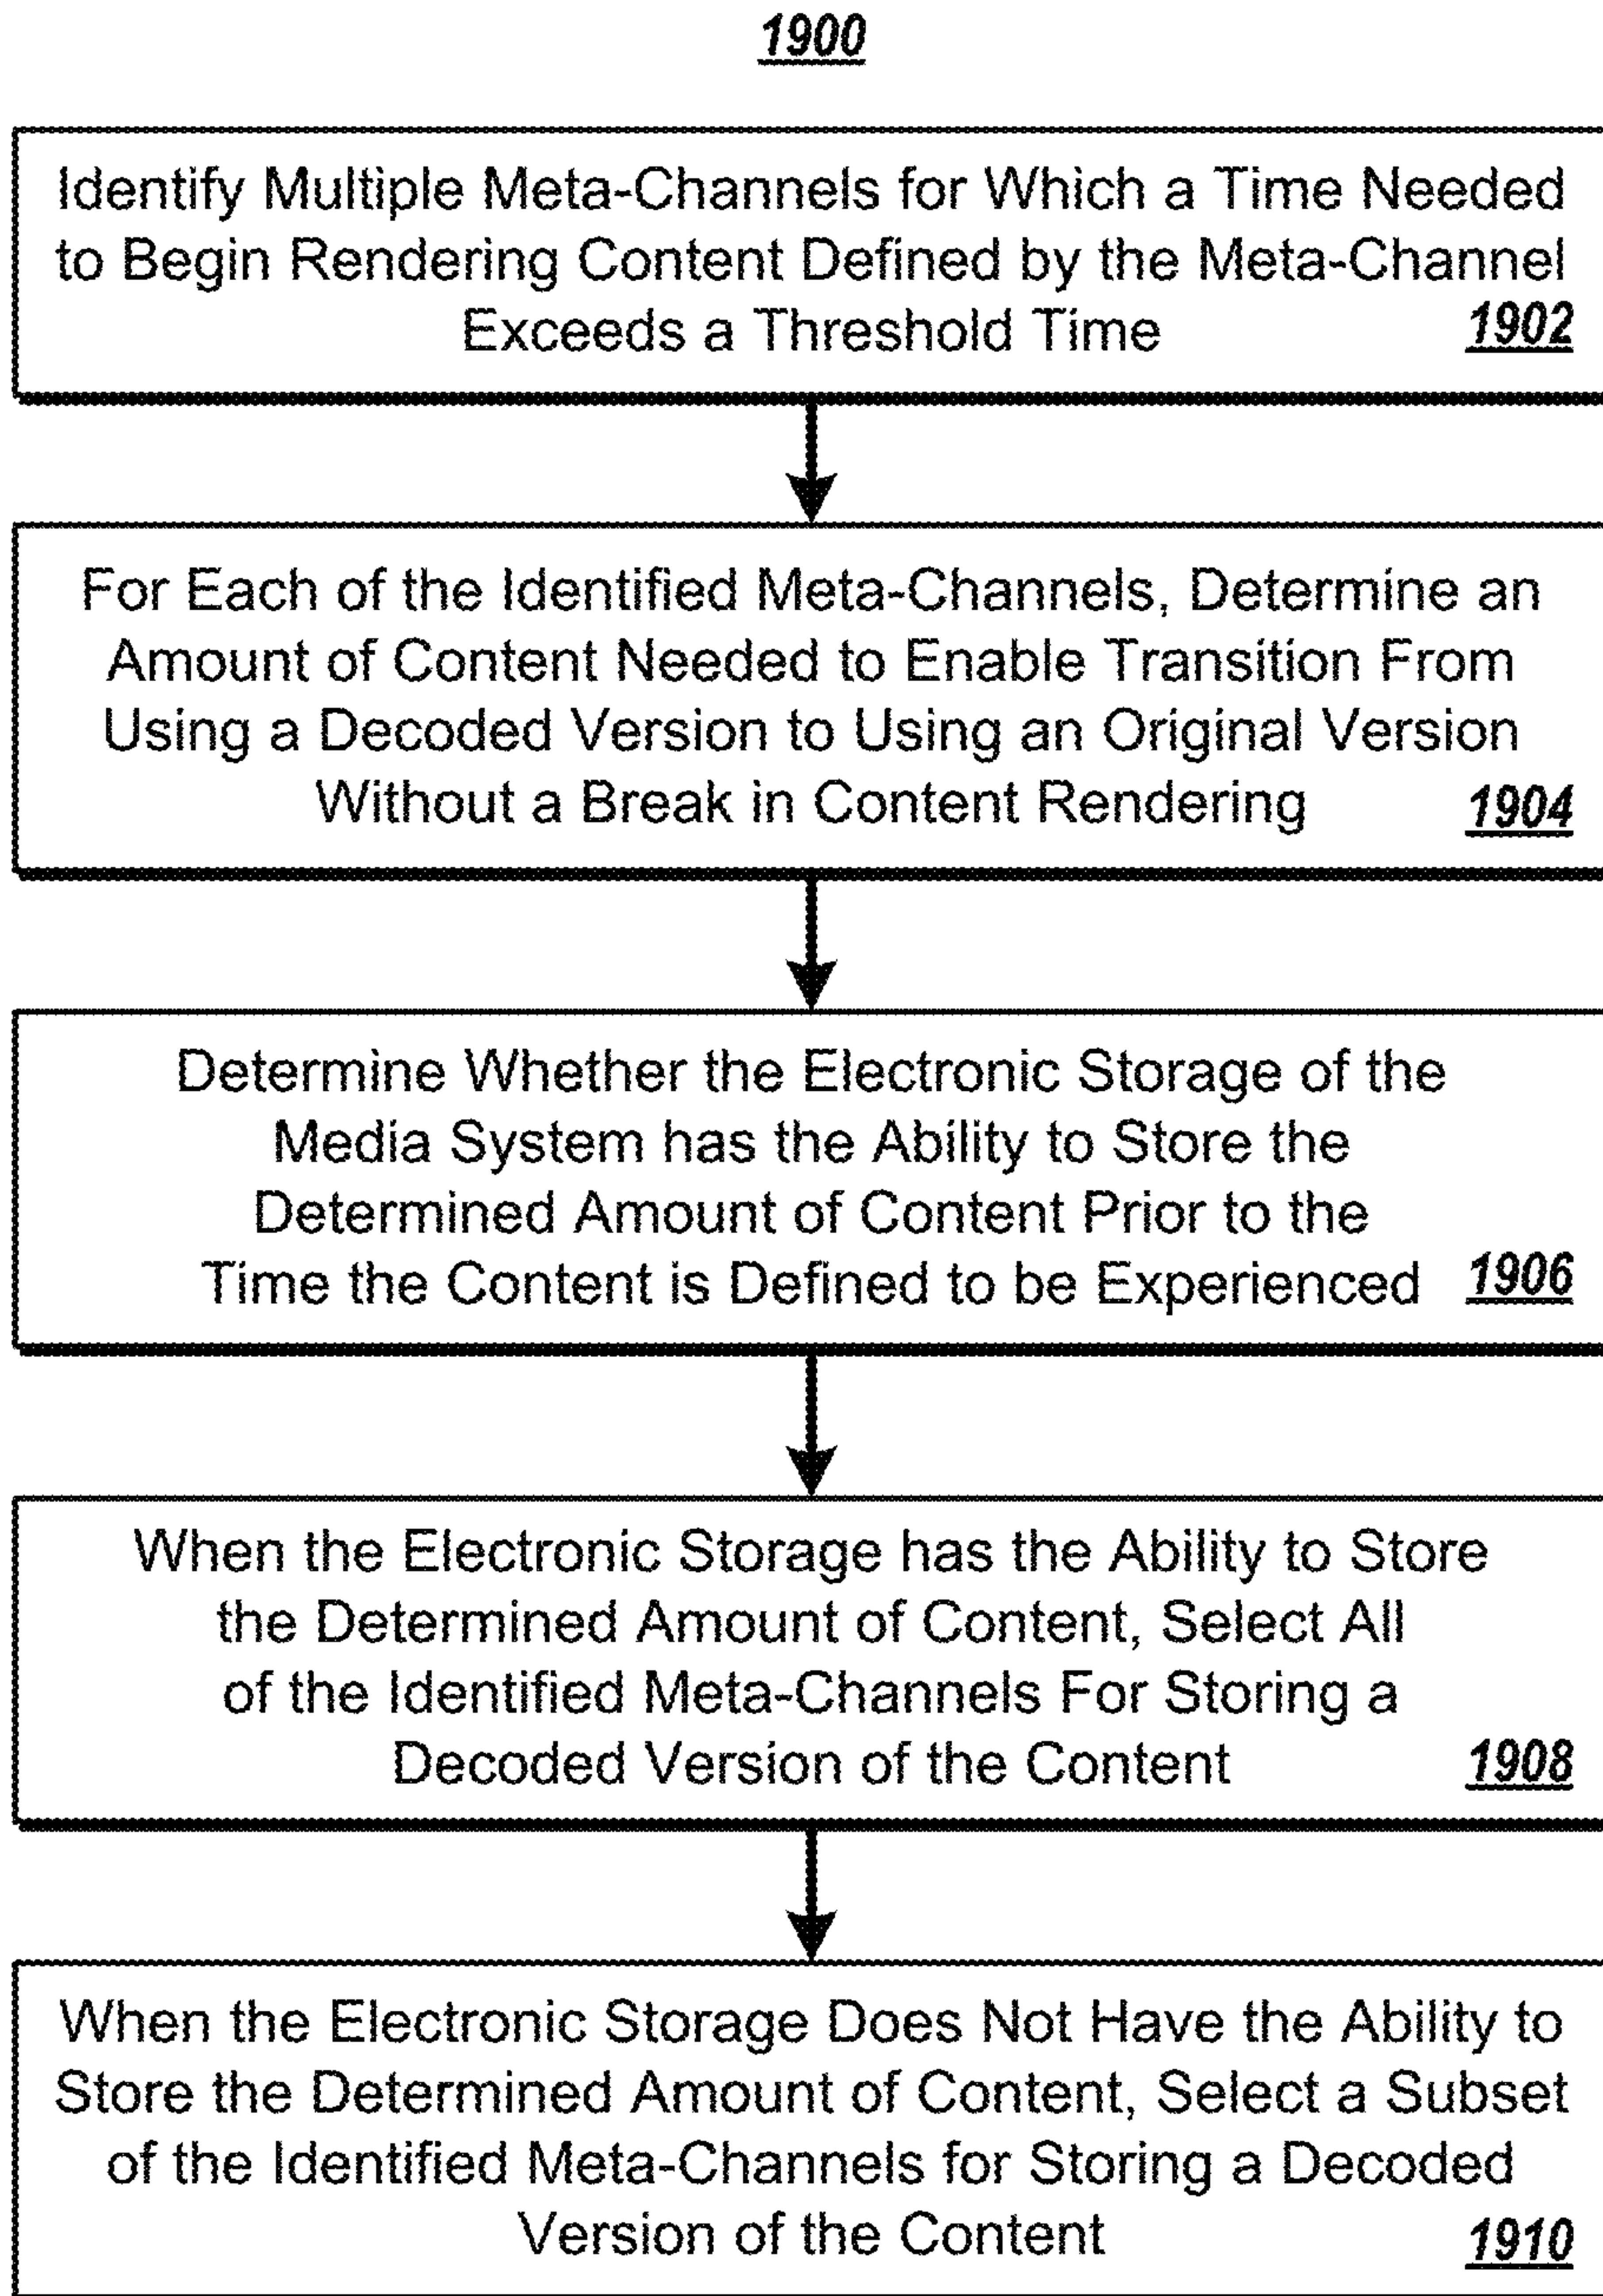 1900
Identify Multiple Meta-Channels for Which a Time Needed
to Begin Rendering Content Defined by the Meta-Channel
Exceeds a Threshold Time 1902
For Each of the Identified Meta-Channels, Determine an
Amount of Content Needed to Enable Transition From
Using a Decoded Version to Using an Original Version
Without a Break in Content Rendering 1904
Determine Whether the Electronic Storage of the
Media System has the Ability to Store the
Determined Amount of Content Prior to the
Time the Content is Defined to be Experienced 1906
When the Electronic Storage has the Ability to Store
the Determined Amount of Content, Select All
of the Identified Meta-Channels For Storing a
Decoded Version of the Content 1908
When the Electronic Storage Does Not Have the Ability to
Store the Determined Amount of Content, Select a Subset
of the Identified Meta-Channels for Storing a Decoded
Version of the Content 1910